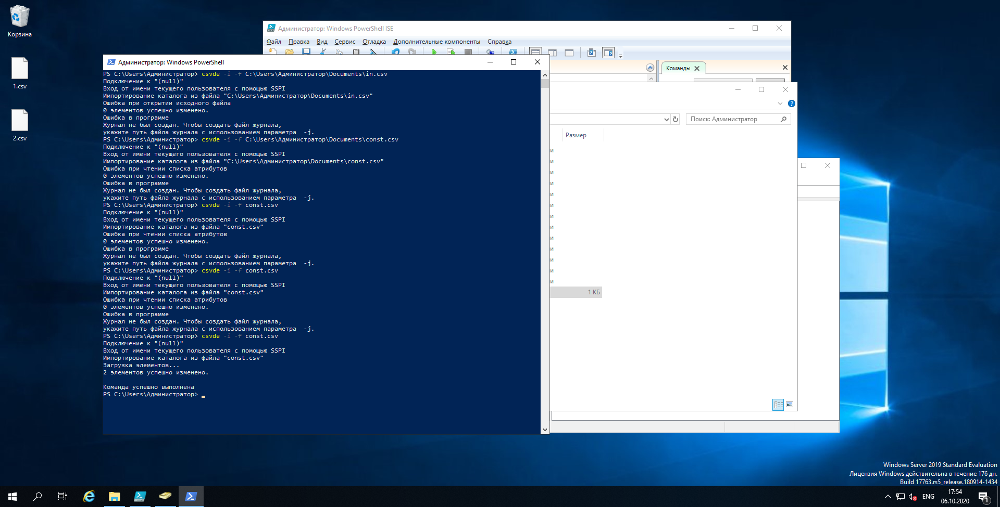 Корзина
1.csv
2.csv
Администратор: Windows PowerShell ISE
Файл Правка Вид Сервис Отладка Дополнительные компоненты Справка
Команды
Администратор: Windows PowerShell
PS C:\Users\Администратор> csvde -i -f C:\Users\Администратор\Documents\in.csv
Подключение к "(null)"
Вход от имени текущего пользователя с помощью SSPI
Импортирование каталога из файла "C:\Users\Администратор\Documents\in.csv"
Ошибка при открытии исходного файла
0 элементов успешно изменено.
Ошибка в программе
Журнал не был создан. Чтобы создать файл журнала,
укажите путь файла журнала с использованием параметра  -j.
PS C:\Users\Администратор> csvde -i -f C:\Users\Администратор\Documents\const.csv
Подключение к "(null)"
Вход от имени текущего пользователя с помощью SSPI
Импортирование каталога из файла "C:\Users\Администратор\Documents\const.csv"
Ошибка при чтении списка атрибутов
0 элементов успешно изменено.
Ошибка в программе
Журнал не был создан. Чтобы создать файл журнала,
укажите путь файла журнала с использованием параметра  -j.
PS C:\Users\Администратор> csvde -i -f const.csv
Подключение к "(null)"
Вход от имени текущего пользователя с помощью SSPI
Импортирование каталога из файла "const.csv"
Ошибка при чтении списка атрибутов
0 элементов успешно изменено.
Ошибка в программе
Журнал не был создан. Чтобы создать файл журнала,
укажите путь файла журнала с использованием параметра  -j.
PS C:\Users\Администратор> csvde -i -f const.csv
Подключение к "(null)"
Вход от имени текущего пользователя с помощью SSPI
Импортирование каталога из файла "const.csv"
Ошибка при чтении списка атрибутов
0 элементов успешно изменено.
Ошибка в программе
Журнал не был создан. Чтобы создать файл журнала,
укажите путь файла журнала с использованием параметра  -j.
PS C:\Users\Администратор> csvde -i -f const.csv
Подключение к "(null)"
Вход от имени текущего пользователя с помощью SSPI
Импортирование каталога из файла "const.csv"
Загрузка элементов...
2 элементов успешно изменено.
Команда успешно выполнена
PS C:\Users\Администратор>
Поиск: Администратор
Размер
и
и
и
и
и
и
и
и
и
и
и
и
и
1 КБ
Windows Server 2019 Standard Evaluation
Лицензия Windows действительна в течение 176 дн.
Build 17763.rs5_release.180914-1434
ENG
17:54
06.10.2020
1